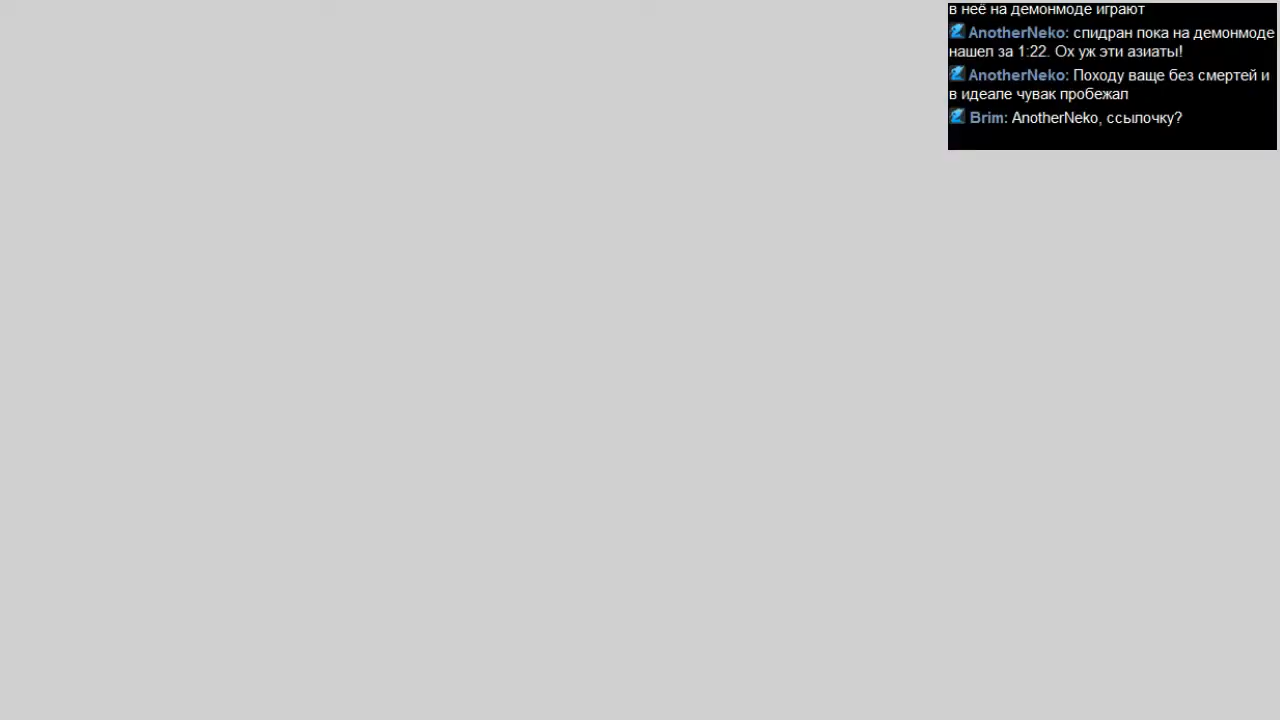 в неё на демонмоде играют
AnotherNeko: спидран пока на демонмоде
нашел за 1:22. Ох уж эти азиаты!
AnotherNeko: Походу ваще без смертей и
в идеале чувак пробежал
Brim: AnotherNeko, ссылочку?